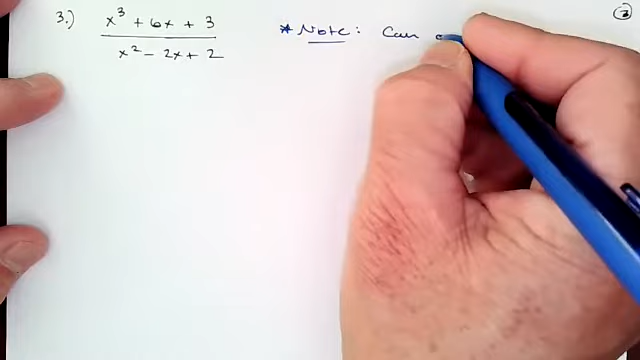 3.) x³ + 6x + 3 * Note: Can
x² - 2x + 2
2